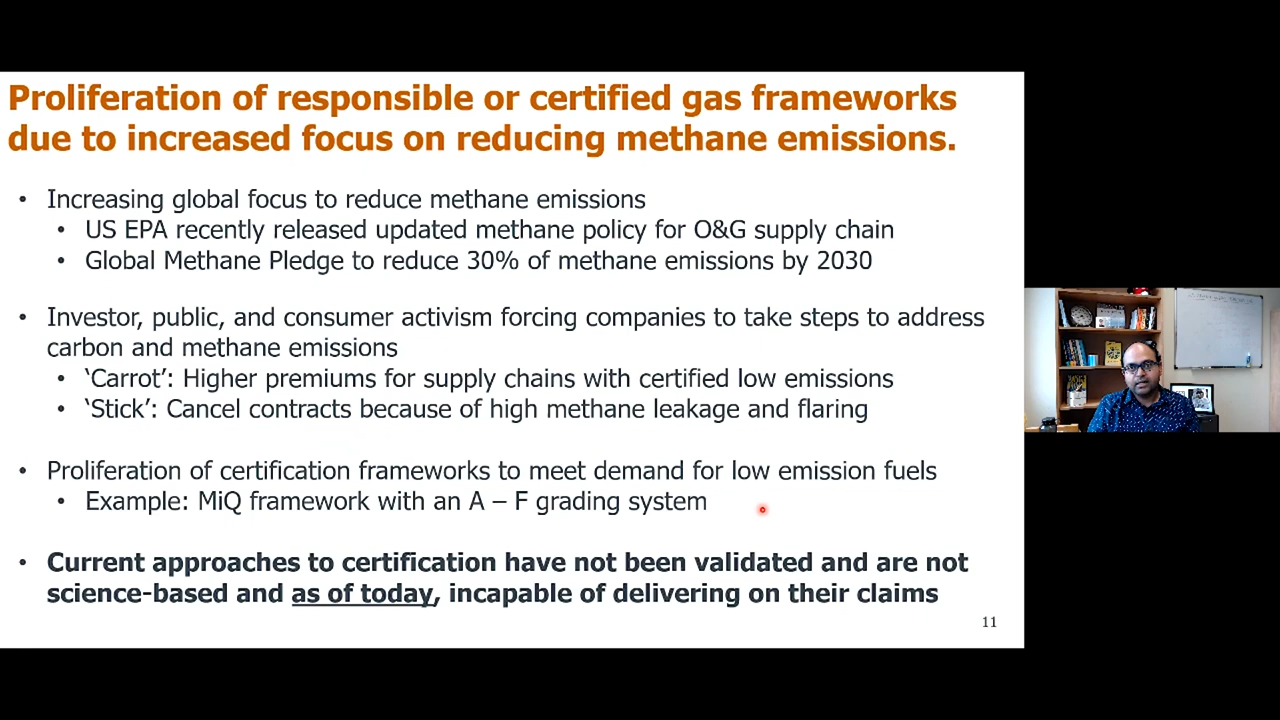 Proliferation of responsible or certified gas frameworks
due to increased focus on reducing methane emissions.
• Increasing global focus to reduce methane emissions
• US EPA recently released updated methane policy for O&G supply chain
• Global Methane Pledge to reduce 30% of methane emissions by 2030
• Investor, public, and consumer activism forcing companies to take steps to address
carbon and methane emissions
• ‘Carrot’: Higher premiums for supply chains with certified low emissions
• ‘Stick’: Cancel contracts because of high methane leakage and flaring
• Proliferation of certification frameworks to meet demand for low emission fuels
• Example: MiQ framework with an A – F grading system
• Current approaches to certification have not been validated and are not
science-based and as of today, incapable of delivering on their claims
11